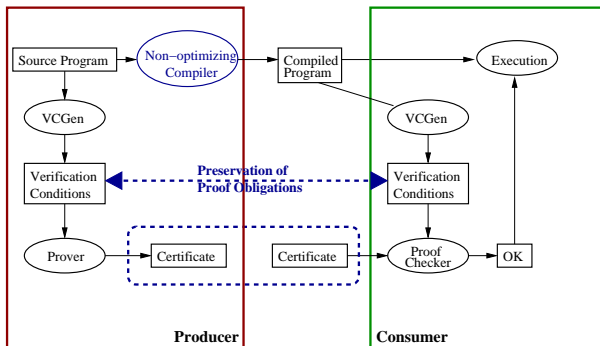 Source Program
Non−optimizing
Compiler
Compiled
Program
Execution
VCGen
VCGen
Verification
Conditions
Preservation of
Proof Obligations
Verification
Conditions
Prover
Certificate
Certificate
Proof
Checker
OK
Producer
Consumer